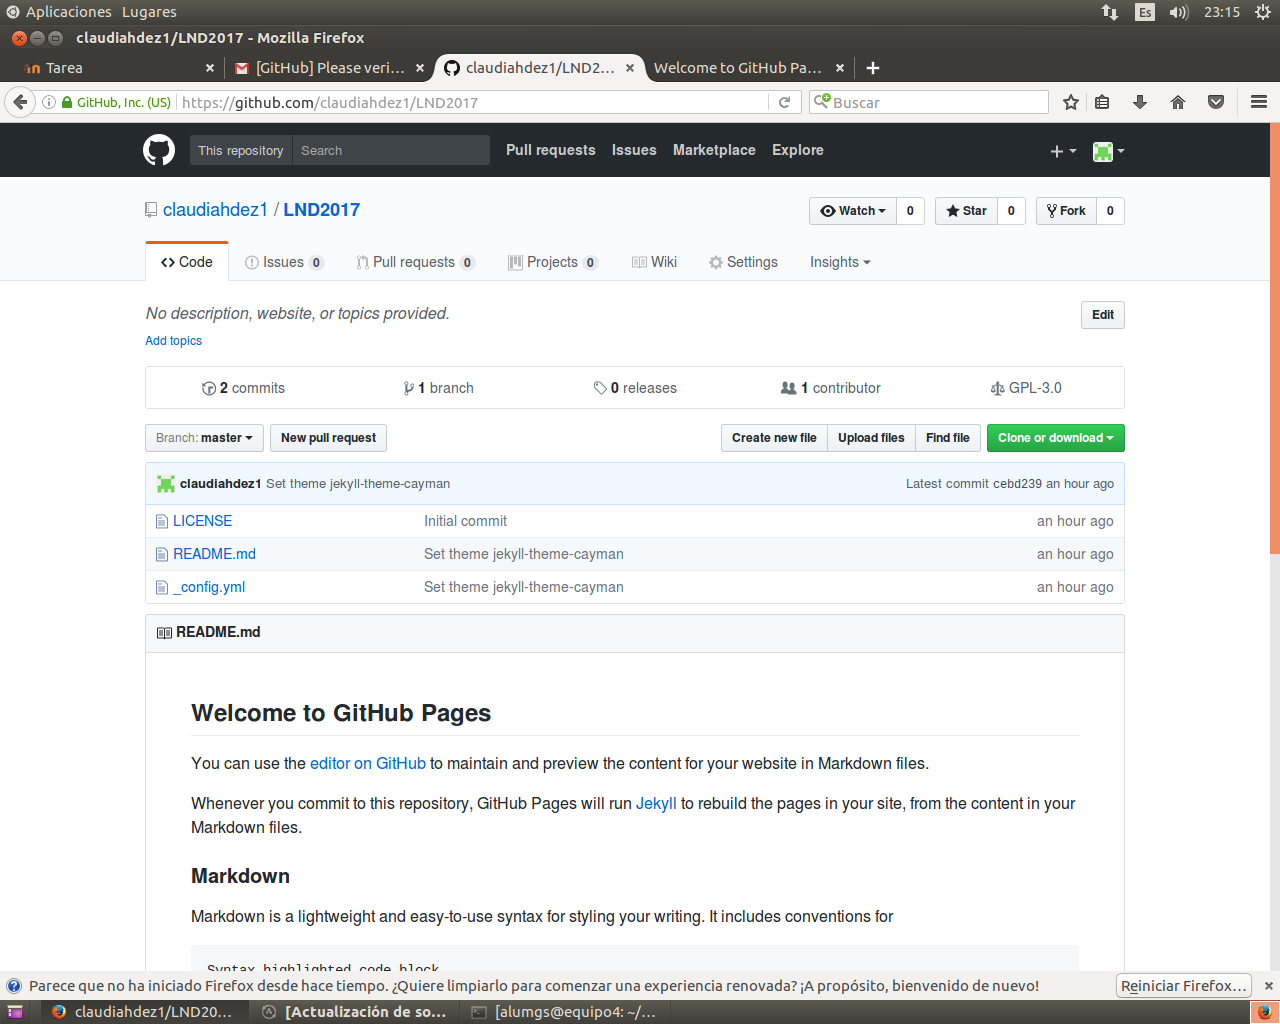 Aplicaciones Lugares Es 23:15
claudiahdez1/LND2017 - Mozilla Firefox
Tarea [GitHub] Please veri... claudiahdez1/LND2... Welcome to GitHub Pa...
GitHub, Inc. (US) https://github.com/claudiahdez1/LND2017 Buscar
This repository Search Pull requests Issues Marketplace Explore
claudiahdez1 / LND2017 Watch 0 Star 0 Fork 0
Code Issues 0 Pull requests 0 Projects 0 Wiki Settings Insights
No description, website, or topics provided. Edit
Add topics
2 commits 1 branch 0 releases 1 contributor GPL-3.0
Branch: master New pull request Create new file Upload files Find file Clone or download
claudiahdez1 Set theme jekyll-theme-cayman Latest commit cebd239 an hour ago
LICENSE Initial commit an hour ago
README.md Set theme jekyll-theme-cayman an hour ago
_config.yml Set theme jekyll-theme-cayman an hour ago
README.md
Welcome to GitHub Pages
You can use the editor on GitHub to maintain and preview the content for your website in Markdown files.
Whenever you commit to this repository, GitHub Pages will run Jekyll to rebuild the pages in your site, from the content in your
Markdown files.
Markdown
Markdown is a lightweight and easy-to-use syntax for styling your writing. It includes conventions for
Syntax highlighted code block
Parece que no ha iniciado Firefox desde hace tiempo. ¿Quiere limpiarlo para comenzar una experiencia renovada? ¡A propósito, bienvenido de nuevo! Reiniciar Firefox...
claudiahdez1/LND20... [Actualización de so... [alumgs@equipo4: ~/...